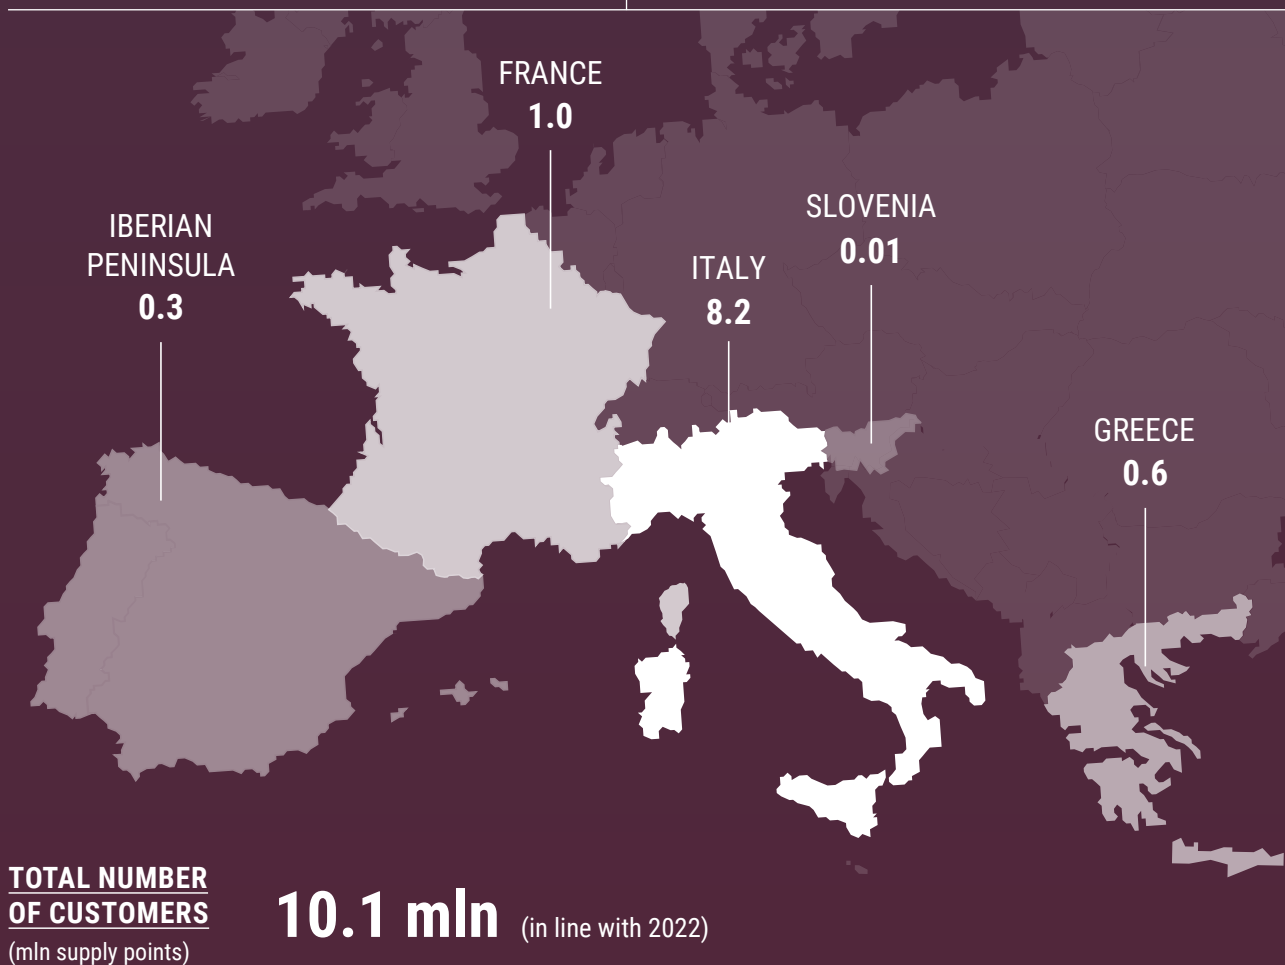 FRANCE
1.0
IBERIAN
PENINSULA
0.3
SLOVENIA
0.01
ITALY
8.2
GREECE
0.6
TOTAL NUMBER
OF CUSTOMERS
(mln supply points)
10.1 mln (in line with 2022)